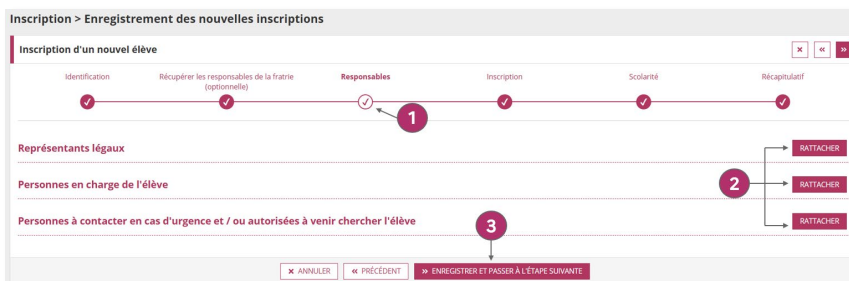 Inscription > Enregistrement des nouvelles inscriptions
Inscription d'un nouvel élève
× « »
Identification Récupérer les responsables de la fratrie Responsables Inscription Scolarité Récapitulatif
(optionnelle)
1
Représentants légaux RATTACHER
Personnes en charge de l'élève 2 RATTACHER
Personnes à contacter en cas d'urgence et / ou autorisées à venir chercher l'élève RATTACHER
3
× ANNULER « PRÉCÉDENT » ENREGISTRER ET PASSER À L'ÉTAPE SUIVANTE